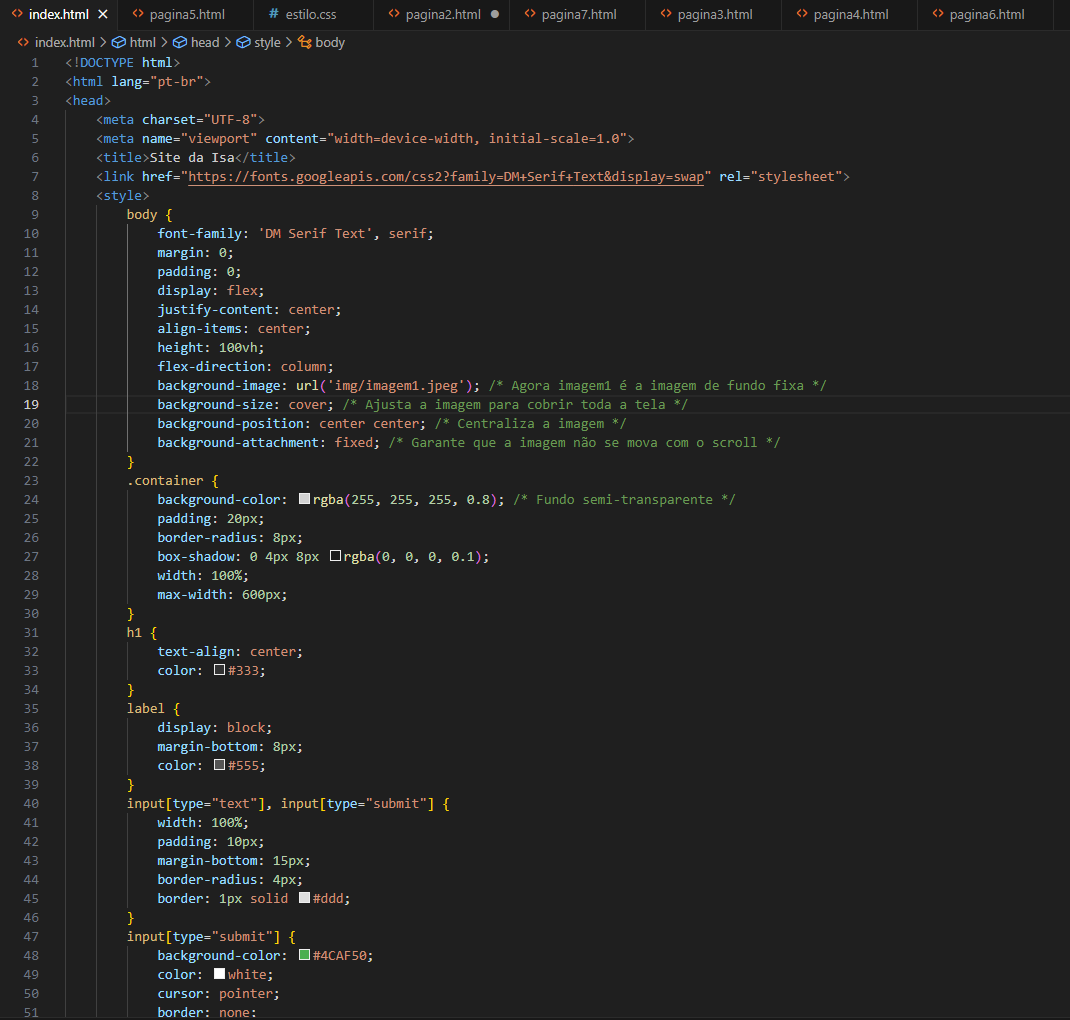 index.html pagina5.html estilo.css pagina2.html pagina7.html pagina3.html pagina4.html pagina6.html
index.html > html > head > style > body
1 <!DOCTYPE html>
2 <html lang="pt-br">
3 <head>
4 <meta charset="UTF-8">
5 <meta name="viewport" content="width=device-width, initial-scale=1.0">
6 <title>Site da Isa</title>
7 <link href="https://fonts.googleapis.com/css2?family=DM+Serif+Text&display=swap" rel="stylesheet">
8 <style>
9 body {
10 font-family: 'DM Serif Text', serif;
11 margin: 0;
12 padding: 0;
13 display: flex;
14 justify-content: center;
15 align-items: center;
16 height: 100vh;
17 flex-direction: column;
18 background-image: url('img/imagem1.jpeg'); /* Agora imagem1 é a imagem de fundo fixa */
19 background-size: cover; /* Ajusta a imagem para cobrir toda a tela */
20 background-position: center center; /* Centraliza a imagem */
21 background-attachment: fixed; /* Garante que a imagem não se mova com o scroll */
22 }
23 .container {
24 background-color: rgba(255, 255, 255, 0.8); /* Fundo semi-transparente */
25 padding: 20px;
26 border-radius: 8px;
27 box-shadow: 0 4px 8px rgba(0, 0, 0, 0.1);
28 width: 100%;
29 max-width: 600px;
30 }
31 h1 {
32 text-align: center;
33 color: #333;
34 }
35 label {
36 display: block;
37 margin-bottom: 8px;
38 color: #555;
39 }
40 input[type="text"], input[type="submit"] {
41 width: 100%;
42 padding: 10px;
43 margin-bottom: 15px;
44 border-radius: 4px;
45 border: 1px solid #ddd;
46 }
47 input[type="submit"] {
48 background-color: #4CAF50;
49 color: white;
50 cursor: pointer;
51 border: none;